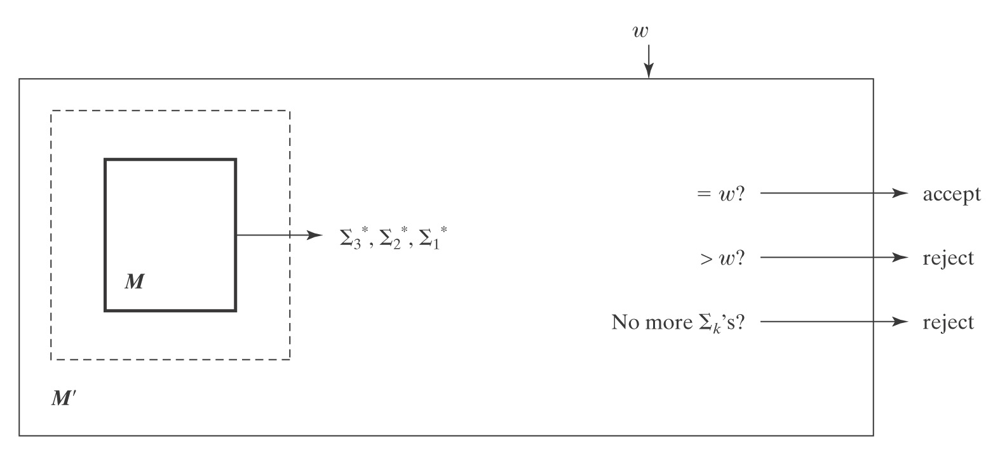 w
= w? accept
Σ₃*, Σ₂*, Σ₁*
> w? reject
M
No more Σₖ's? reject
M′